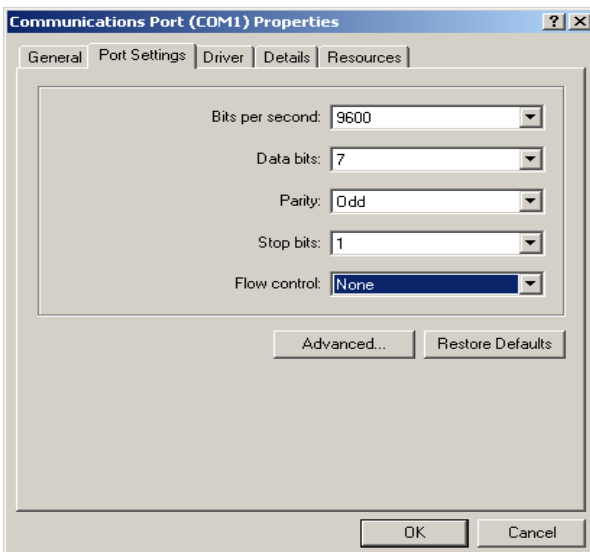 Communications Port (COM1) Properties
General Port Settings Driver Details Resources
Bits per second: 9600
Data bits: 7
Parity: Odd
Stop bits: 1
Flow control: None
Advanced... Restore Defaults
OK Cancel